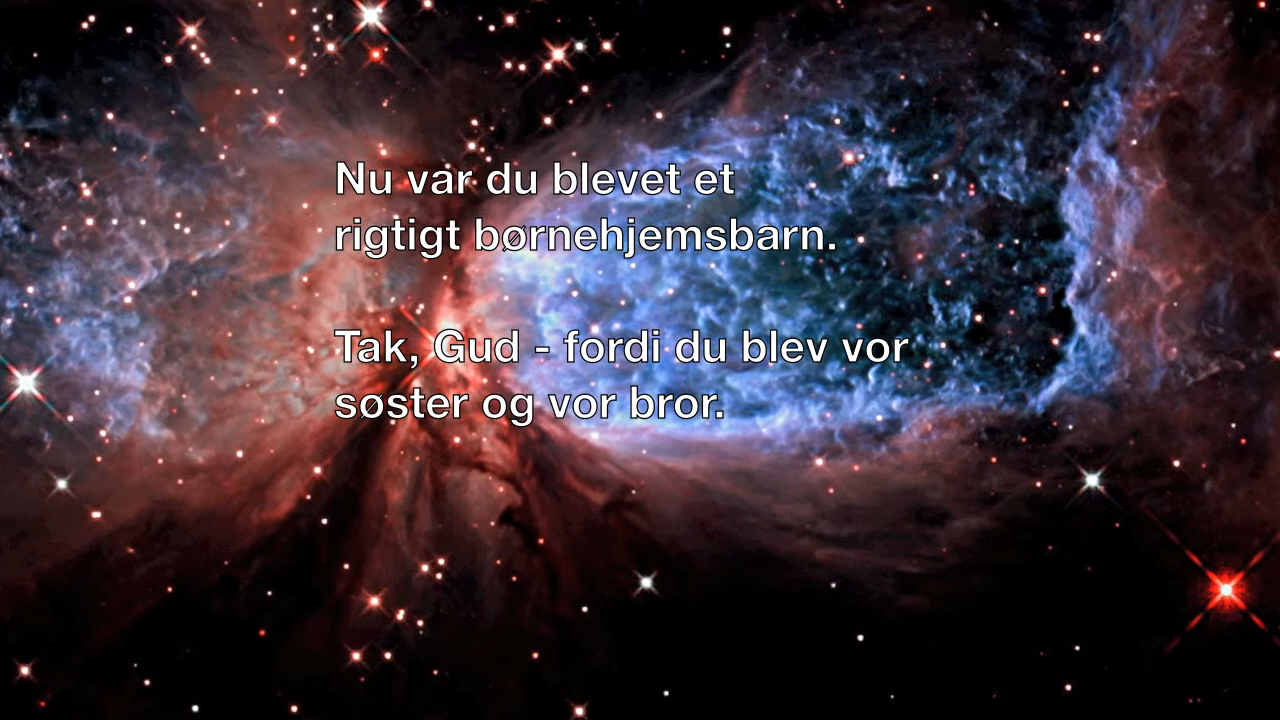 Nu var du blevet et
rigtigt børnehjemsbarn.
Tak, Gud - fordi du blev vor
søster og vor bror.